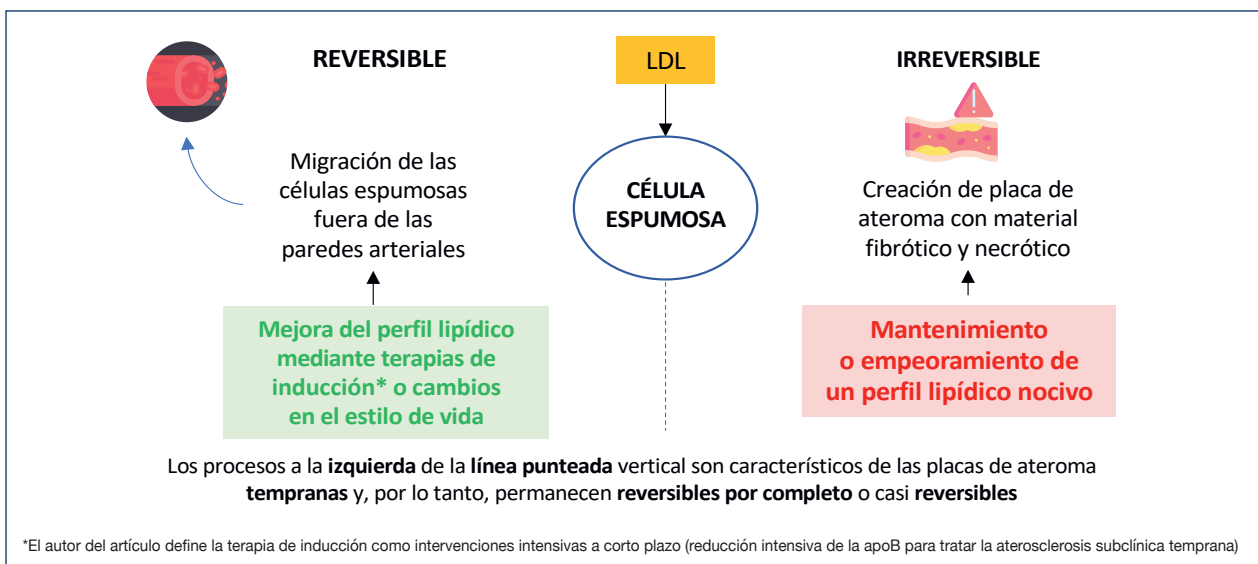 REVERSIBLE
Migración de las
células espumosas
fuera de las
paredes arteriales
Mejora del perfil lipídico
mediante terapias de
inducción* o cambios
en el estilo de vida
LDL
CÉLULA
ESPUMOSA
IRREVERSIBLE
Creación de placa de
ateroma con material
fibrótico y necrótico
Mantenimiento
o empeoramiento de
un perfil lipídico nocivo
Los procesos a la izquierda de la línea punteada vertical son característicos de las placas de ateroma
tempranas y, por lo tanto, permanecen reversibles por completo o casi reversibles
*El autor del artículo define la terapia de inducción como intervenciones intensivas a corto plazo (reducción intensiva de la apoB para tratar la aterosclerosis subclínica temprana)